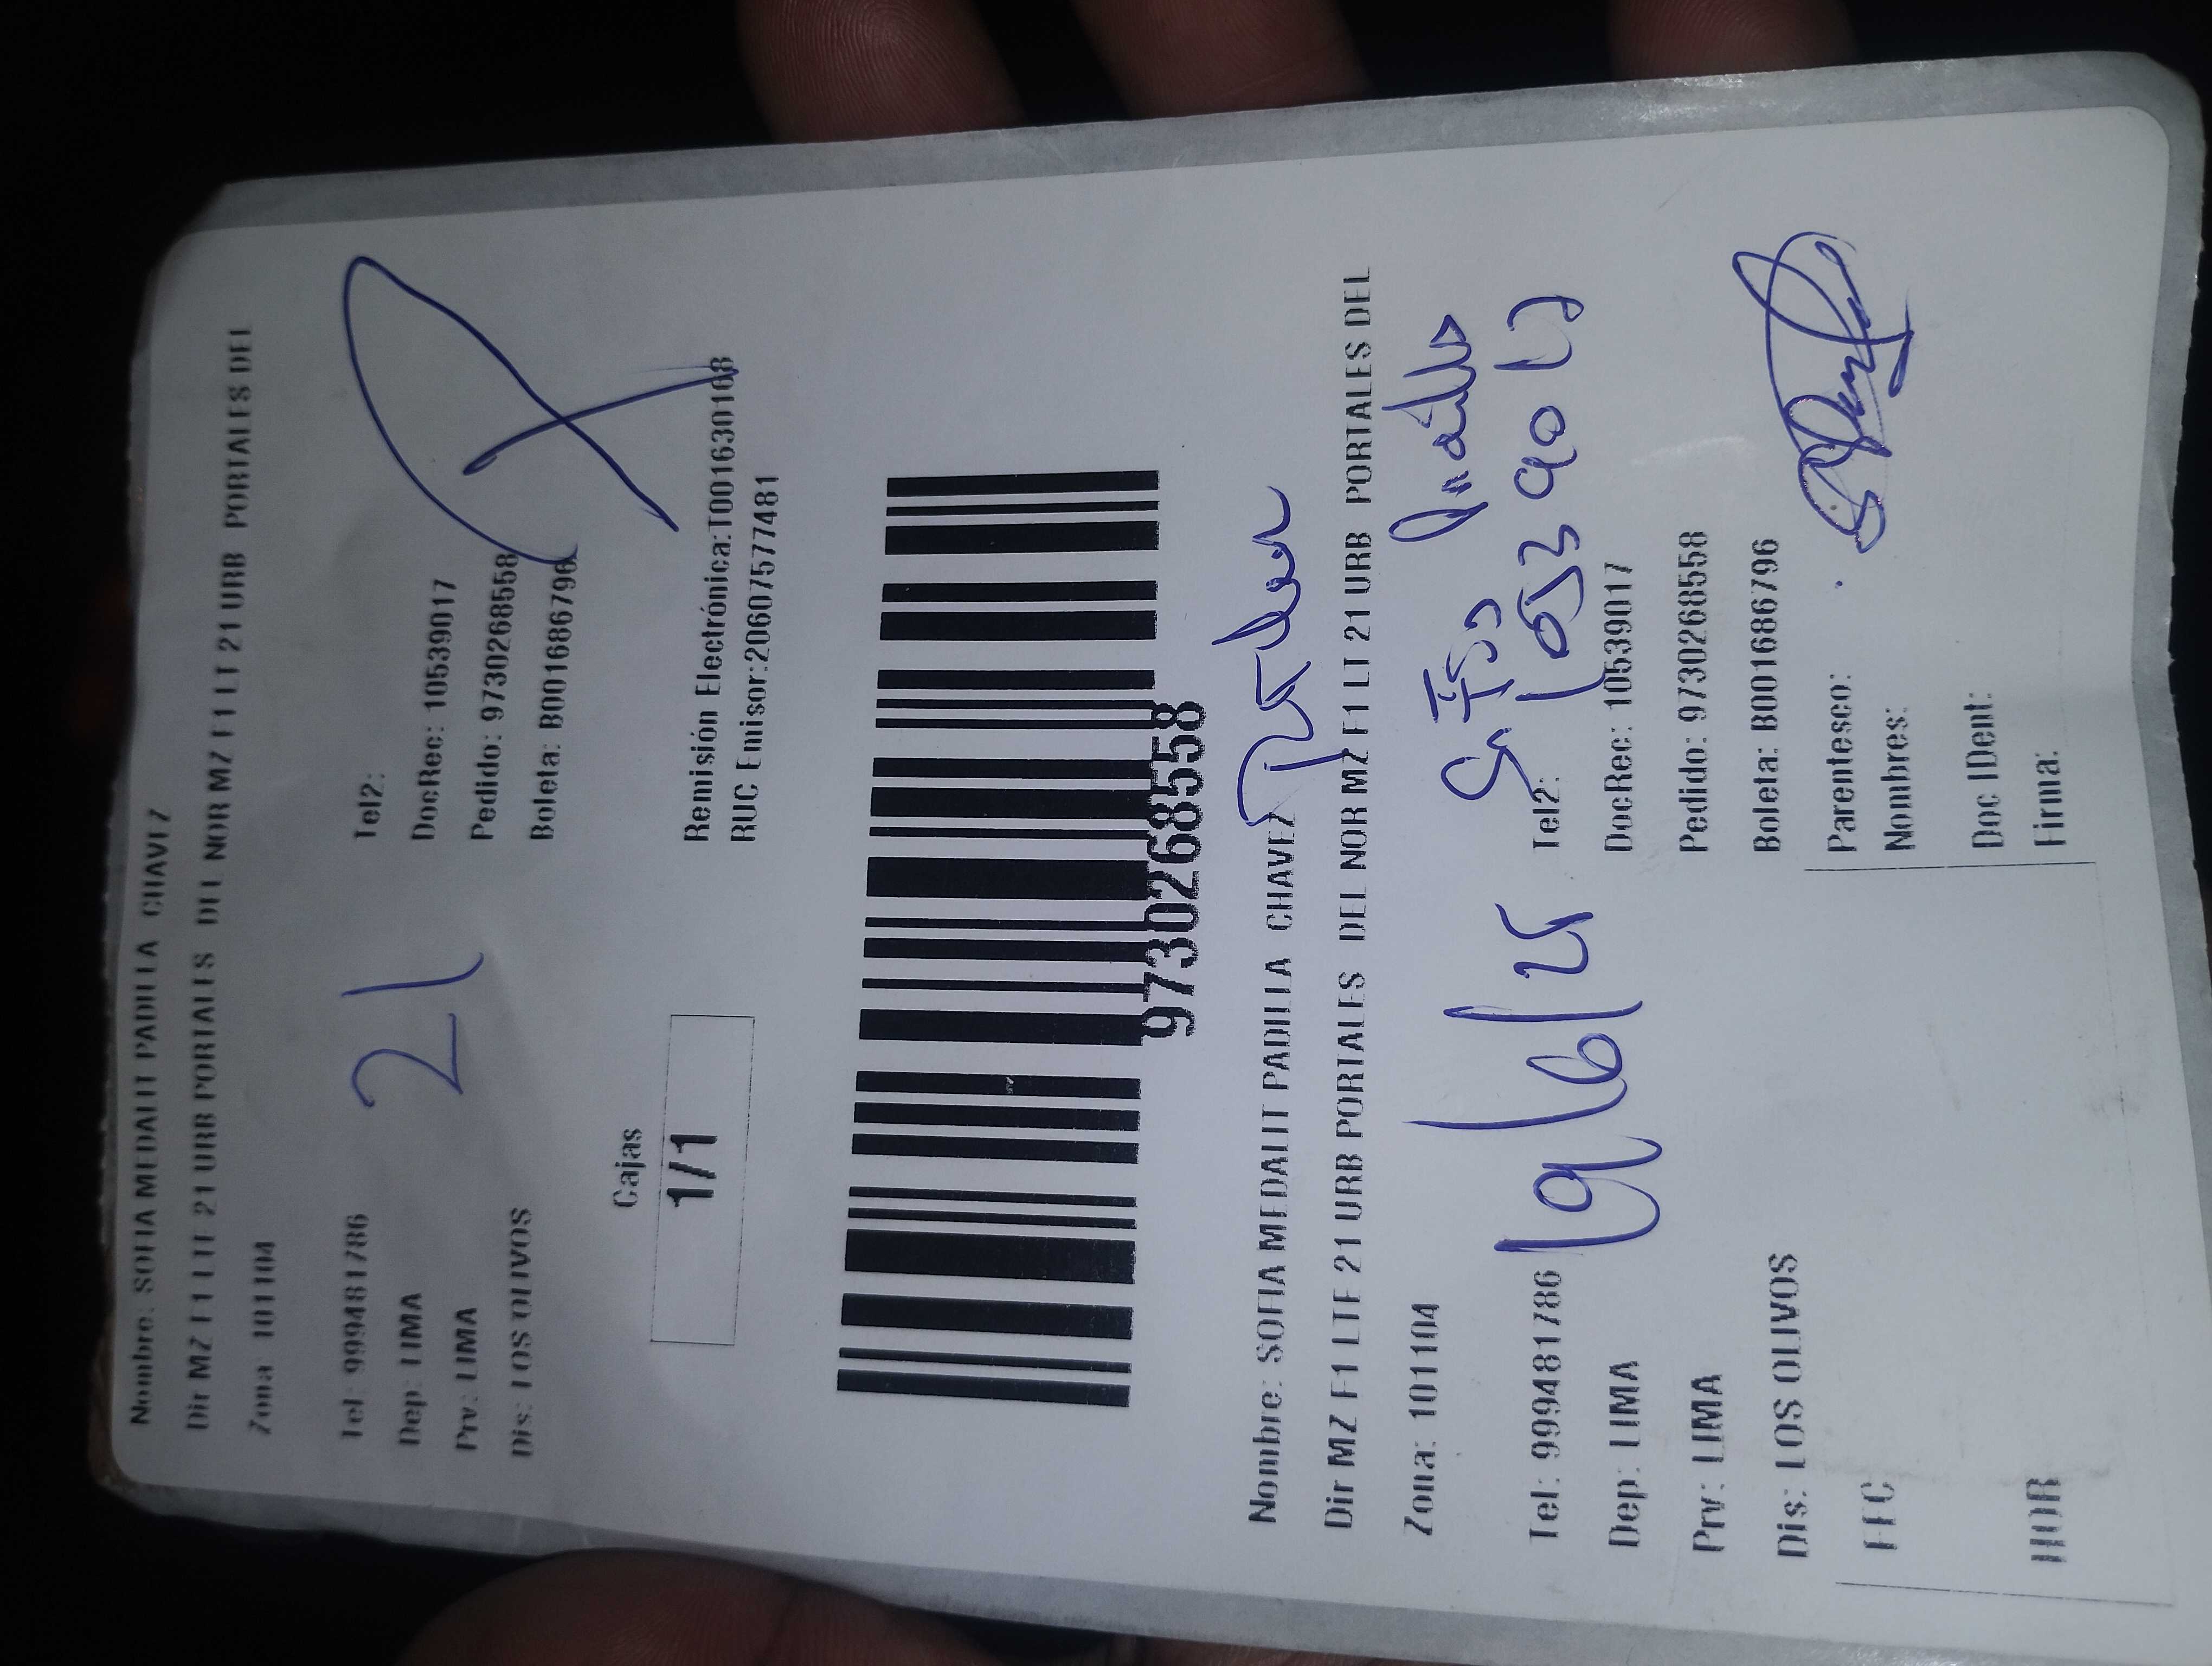 Nombre: SOFIA MEDALIT PADILLA CHAVEZ
Dir MZ F1 LTE 21 URB PORTALES DEL NOR MZ F1 LT 21 URB PORTALES DEL
Zona 101104
21
Tel: 999481786 Tel2:
Dep: LIMA DocRec: 10539017
Prv: LIMA Pedido: 9730268558
Dis: LOS OLIVOS Boleta: B001686796
Cajas
1/1
Remisión Electrónica:T001630168
RUC Emisor:20607577481
9730268558
Nombre: SOFIA MEDALIT PADILLA CHAVEZ
Dir MZ F1 LTE 21 URB PORTALES DEL NOR MZ F1 LT 21 URB PORTALES DEL
Zona: 101104
19/6/25
10539017
Tel: 999481786 Tel2:
Dep: LIMA DocRec: 10539017
Prv: LIMA Pedido: 9730268558
Dis: LOS OLIVOS Boleta: B001686796
FEC Parentesco:
Nombres:
HOR Doc IDent:
Firma: